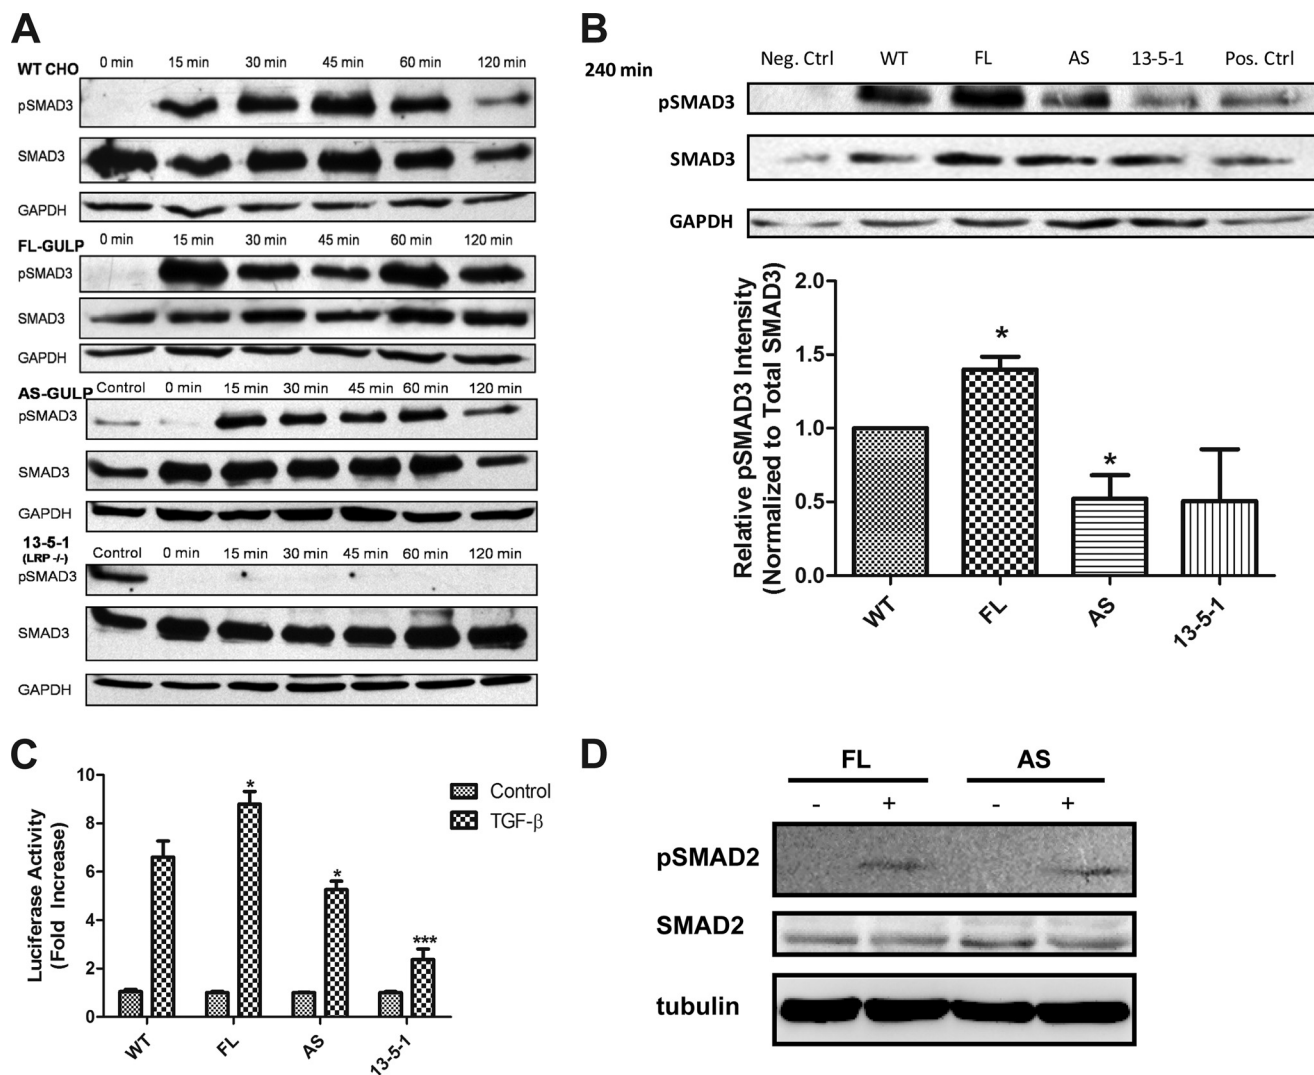 A
WT CHO 0 min 15 min 30 min 45 min 60 min 120 min
pSMAD3
SMAD3
GAPDH
FL-GULP 0 min 15 min 30 min 45 min 60 min 120 min
pSMAD3
SMAD3
GAPDH
AS-GULP Control 0 min 15 min 30 min 45 min 60 min 120 min
pSMAD3
SMAD3
GAPDH
13-5-1
(LRP -/-)
Control 0 min 15 min 30 min 45 min 60 min 120 min
pSMAD3
SMAD3
GAPDH
B
240 min
Neg. Ctrl WT FL AS 13-5-1 Pos. Ctrl
pSMAD3
SMAD3
GAPDH
Relative pSMAD3 Intensity
(Normalized to Total SMAD3)
2.0
1.5
1.0
0.5
0.0
*
*
WT FL AS 13-5-1
C
Luciferase Activity
(Fold Increase)
10
8
6
4
2
0
*
*
***
Control
TGF-β
WT FL AS 13-5-1
D
FL AS
- + - +
pSMAD2
SMAD2
tubulin